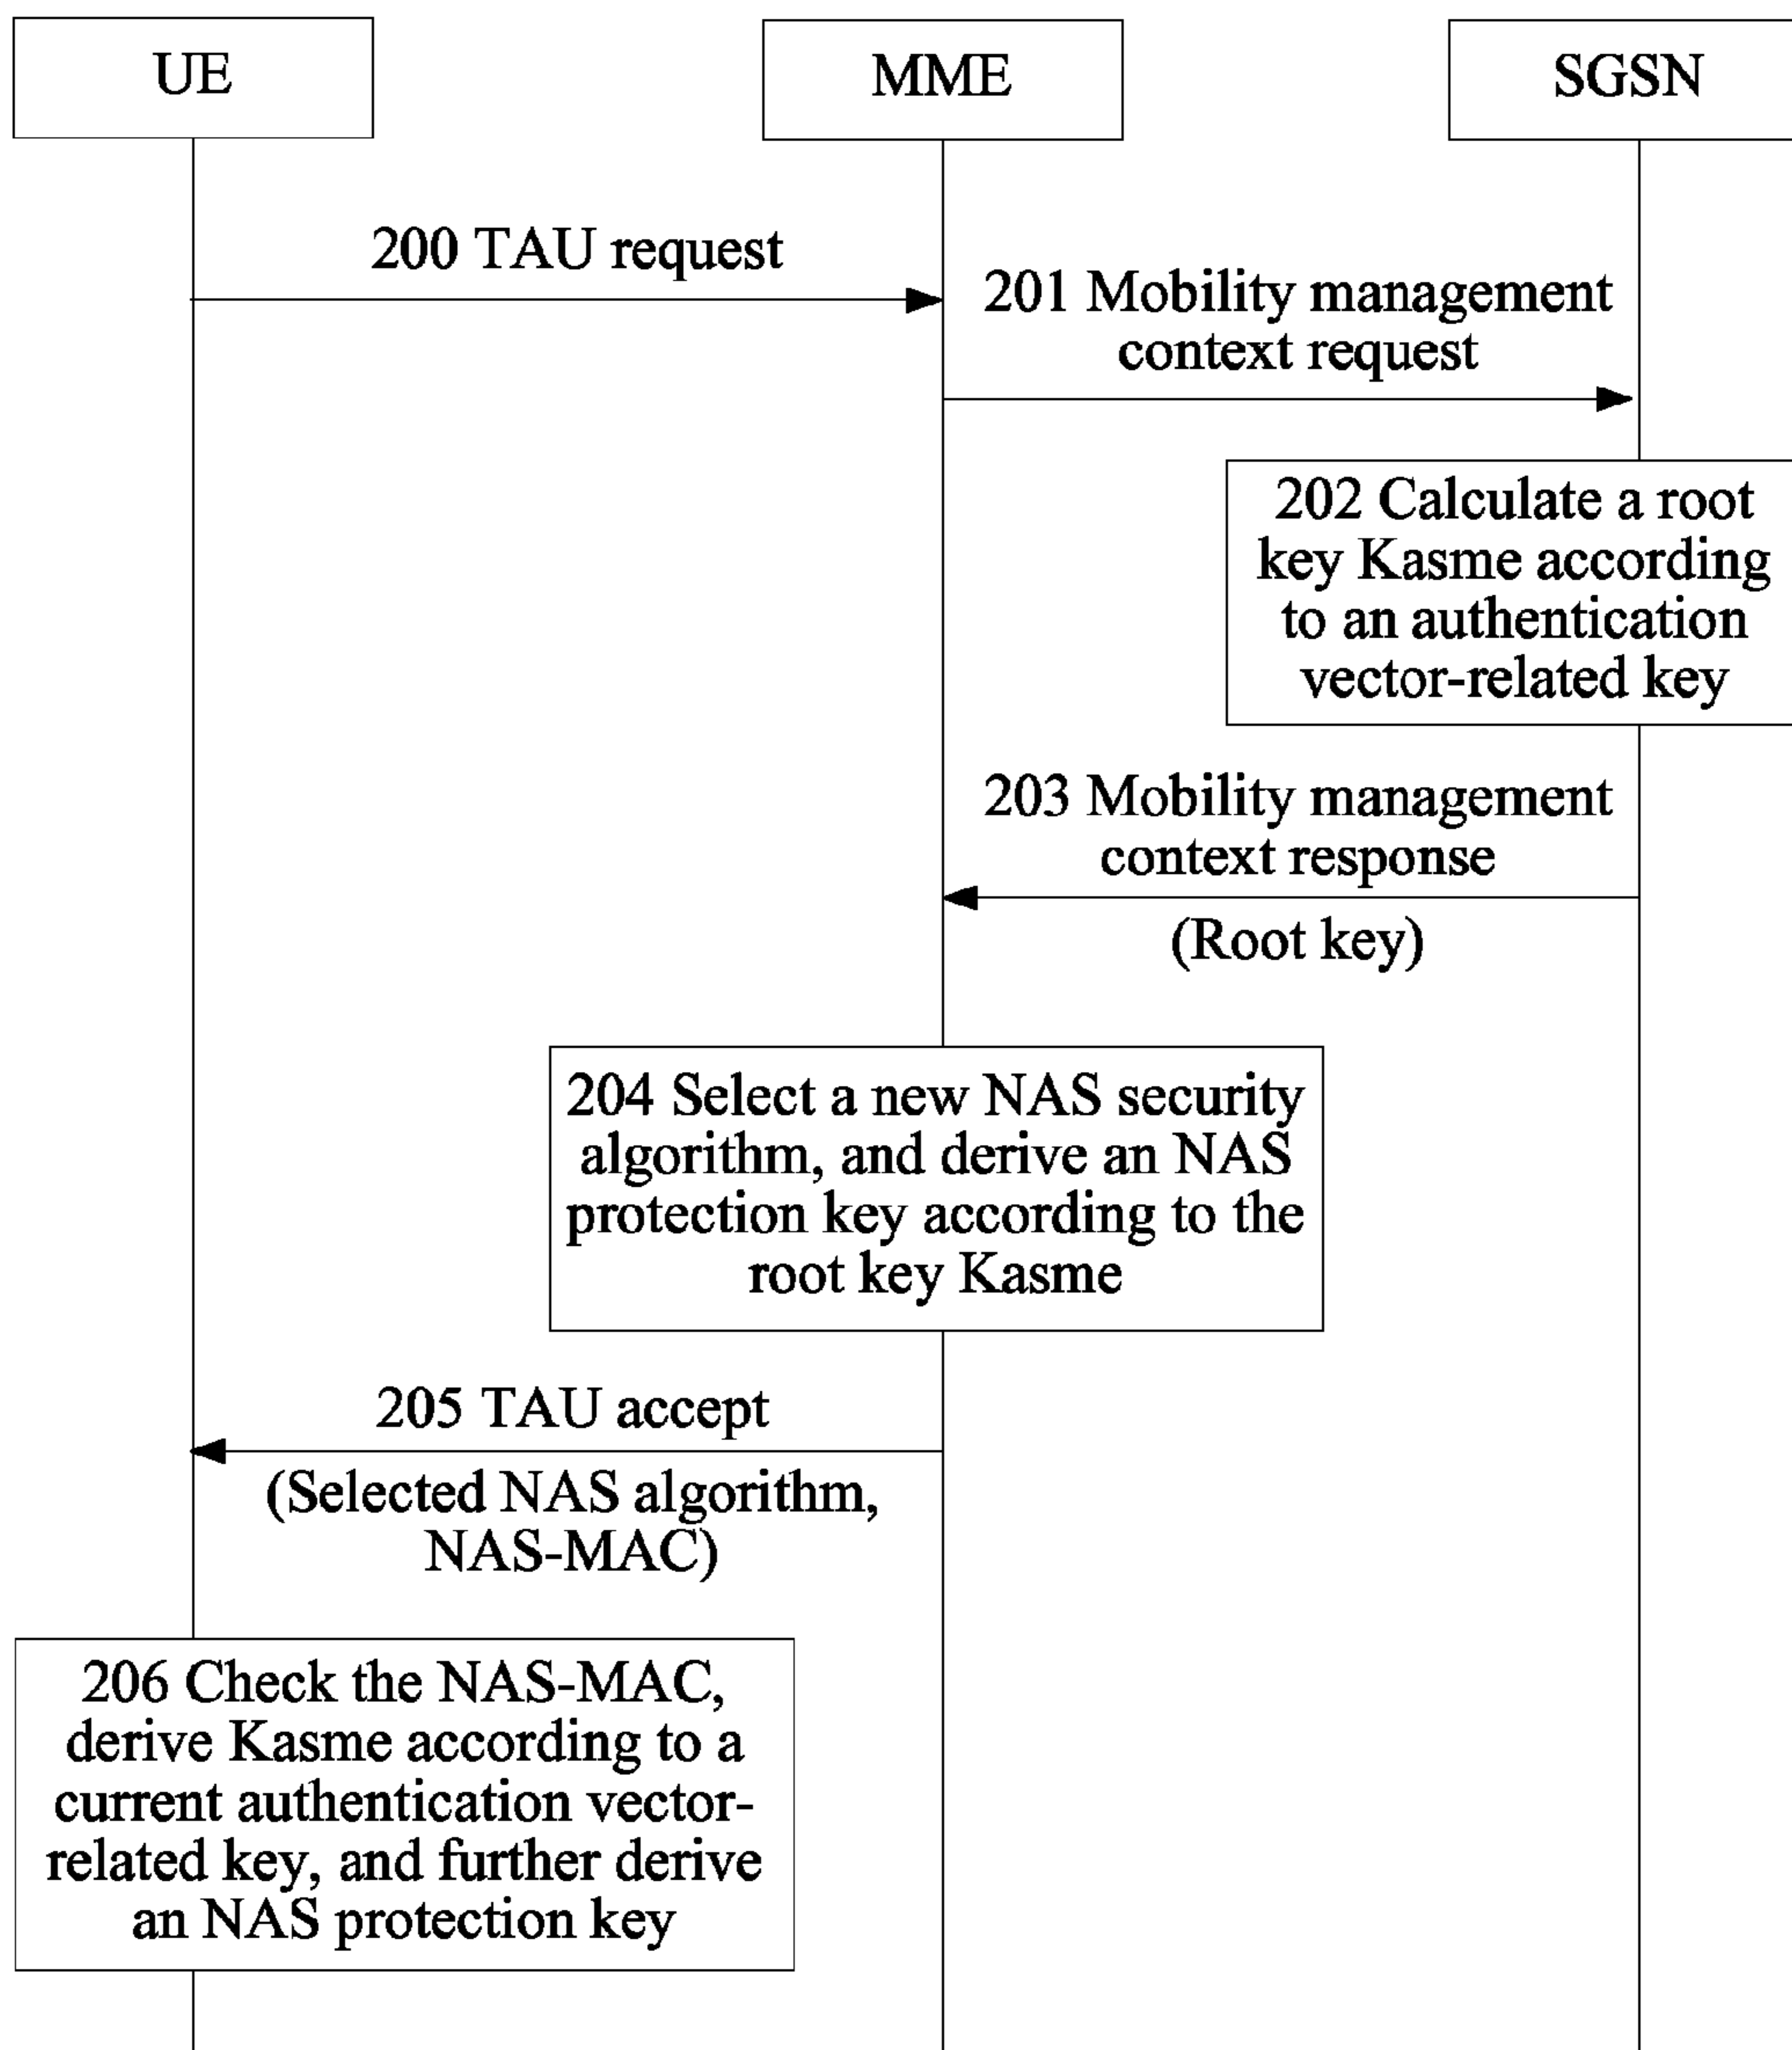 UE
MME
SGSN
200 TAU request
201 Mobility management
context request
202 Calculate a root
key Kasme according
to an authentication
vector-related key
203 Mobility management
context response
(Root key)
204 Select a new NAS security
algorithm, and derive an NAS
protection key according to the
root key Kasme
205 TAU accept
(Selected NAS algorithm,
NAS-MAC)
206 Check the NAS-MAC,
derive Kasme according to a
current authentication vector-
related key, and further derive
an NAS protection key